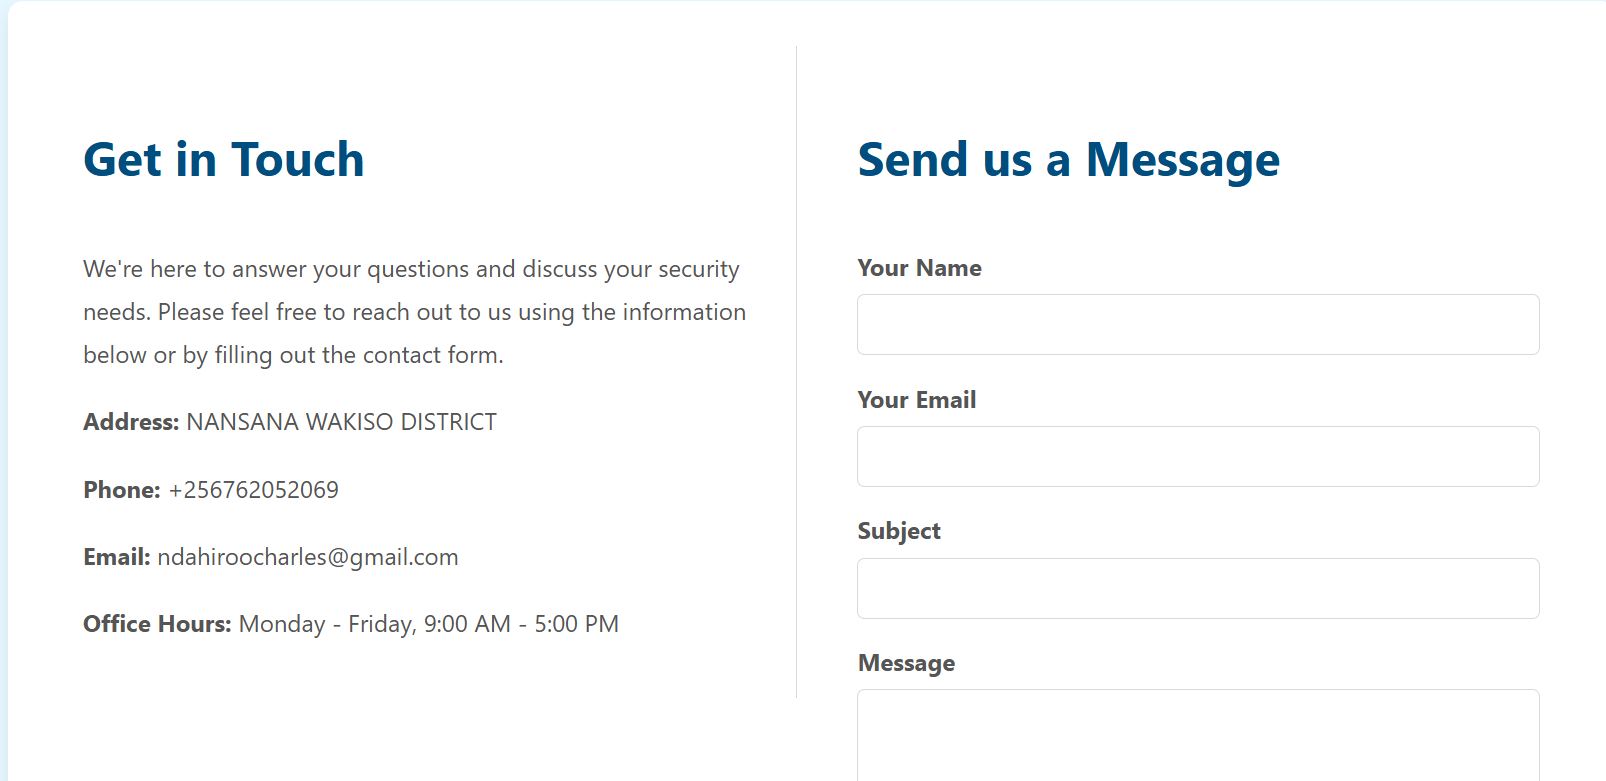 Get in Touch
We're here to answer your questions and discuss your security
needs. Please feel free to reach out to us using the information
below or by filling out the contact form.
Address: NANSANA WAKISO DISTRICT
Phone: +256762052069
Email: ndahiroocharles@gmail.com
Office Hours: Monday - Friday, 9:00 AM - 5:00 PM
Send us a Message
Your Name
Your Email
Subject
Message